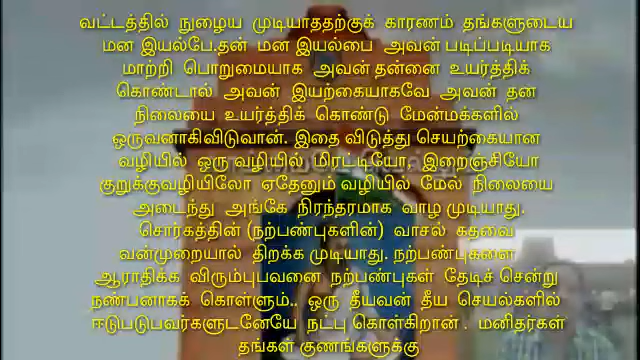 வட்டத்தில் நுழைய முடியாததற்குக் காரணம் தங்களுடைய
மன இயல்பே.தன் மன இயல்பை அவன் படிப்படியாக
மாற்றி பொறுமையாக அவன் தன்னை உயர்த்திக்
கொண்டால் அவன் இயற்கையாகவே அவன் தன
நிலையை உயர்த்திக் கொண்டு மேன்மக்களில்
ஒருவனாகிவிடுவான். இதை விடுத்து செயற்கையான
வழியில் ஒரு வழியில் மிரட்டியோ, இறைஞ்சியோ
குறுக்குவழியிலோ ஏதேனும் வழியில் மேல் நிலையை
அடைந்து அங்கே நிரந்தரமாக வாழ முடியாது.
சொர்கத்தின் (நற்பண்புகளின்) வாசல் கதவை
வன்முறையால் திறக்க முடியாது. நற்பண்புகளை
ஆராதிக்க விரும்புபவனை நற்பண்புகள் தேடிச் சென்று
நண்பனாகக் கொள்ளும்.. ஒரு தீயவன் தீய செயல்களில்
ஈடுபடுபவர்களுடனேயே நட்பு கொள்கிறான் . மனிதர்கள்
தங்கள் குணங்களுக்கு